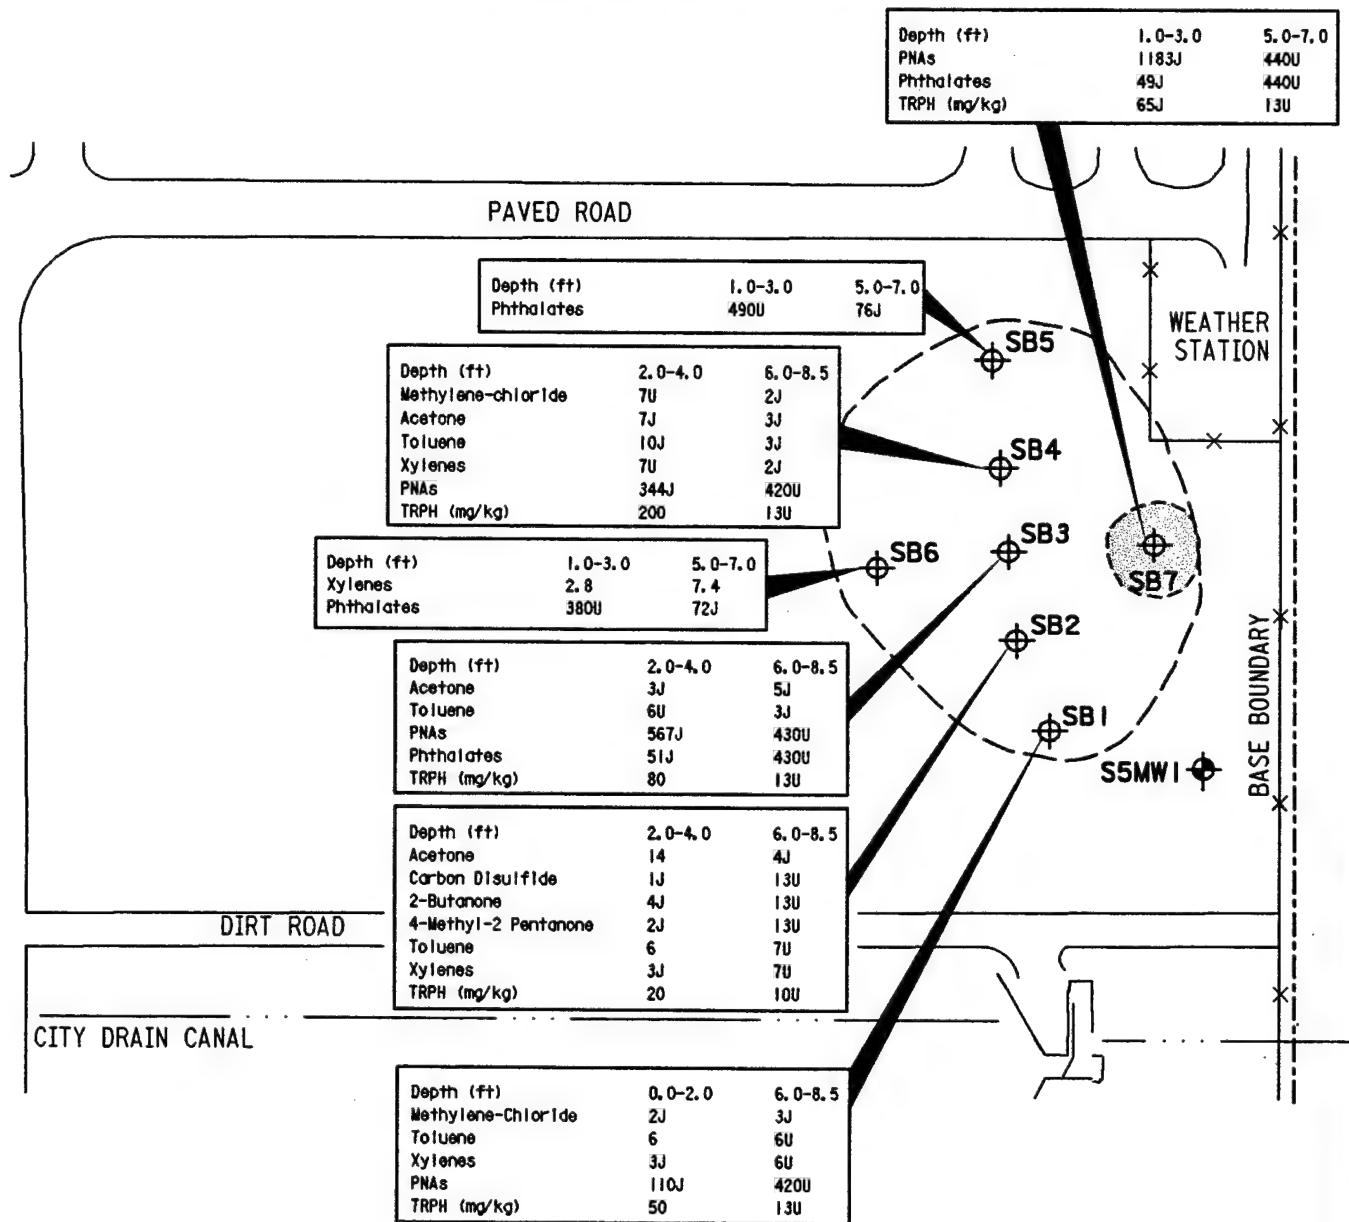 Depth (ft) 1.0-3.0 5.0-7.0
PNAs 1183J 440U
Phthalates 49J 440U
TRPH (mg/kg) 65J 13U
PAVED ROAD
Depth (ft) 1.0-3.0 5.0-7.0
Phthalates 490U 76J
WEATHER
STATION
SB5
Depth (ft) 2.0-4.0 6.0-8.5
Methylene-chloride 7U 2J
Acetone 7J 3J
Toluene 10J 3J
Xylenes 7U 2J
PNAs 344J 420U
TRPH (mg/kg) 200 13U
SB4
SB3
Depth (ft) 1.0-3.0 5.0-7.0
Xylenes 2.8 7.4
Phthalates 380U 72J
SB6
SB7
SB2
BASE BOUNDARY
Depth (ft) 2.0-4.0 6.0-8.5
Acetone 3J 5J
Toluene 6U 3J
PNAs 567J 430U
Phthalates 51J 430U
TRPH (mg/kg) 80 13U
SB1
S5MW1
Depth (ft) 2.0-4.0 6.0-8.5
Acetone 14 4J
Carbon Disulfide 1J 13U
2-Butanone 4J 13U
4-Methyl-2 Pentanone 2J 13U
Toluene 6 7U
Xylenes 3J 7U
TRPH (mg/kg) 20 10U
DIRT ROAD
CITY DRAIN CANAL
Depth (ft) 0.0-2.0 6.0-8.5
Methylene-Chloride 2J 3J
Toluene 6 6U
Xylenes 3J 6U
PNAs 110J 420U
TRPH (mg/kg) 50 13U